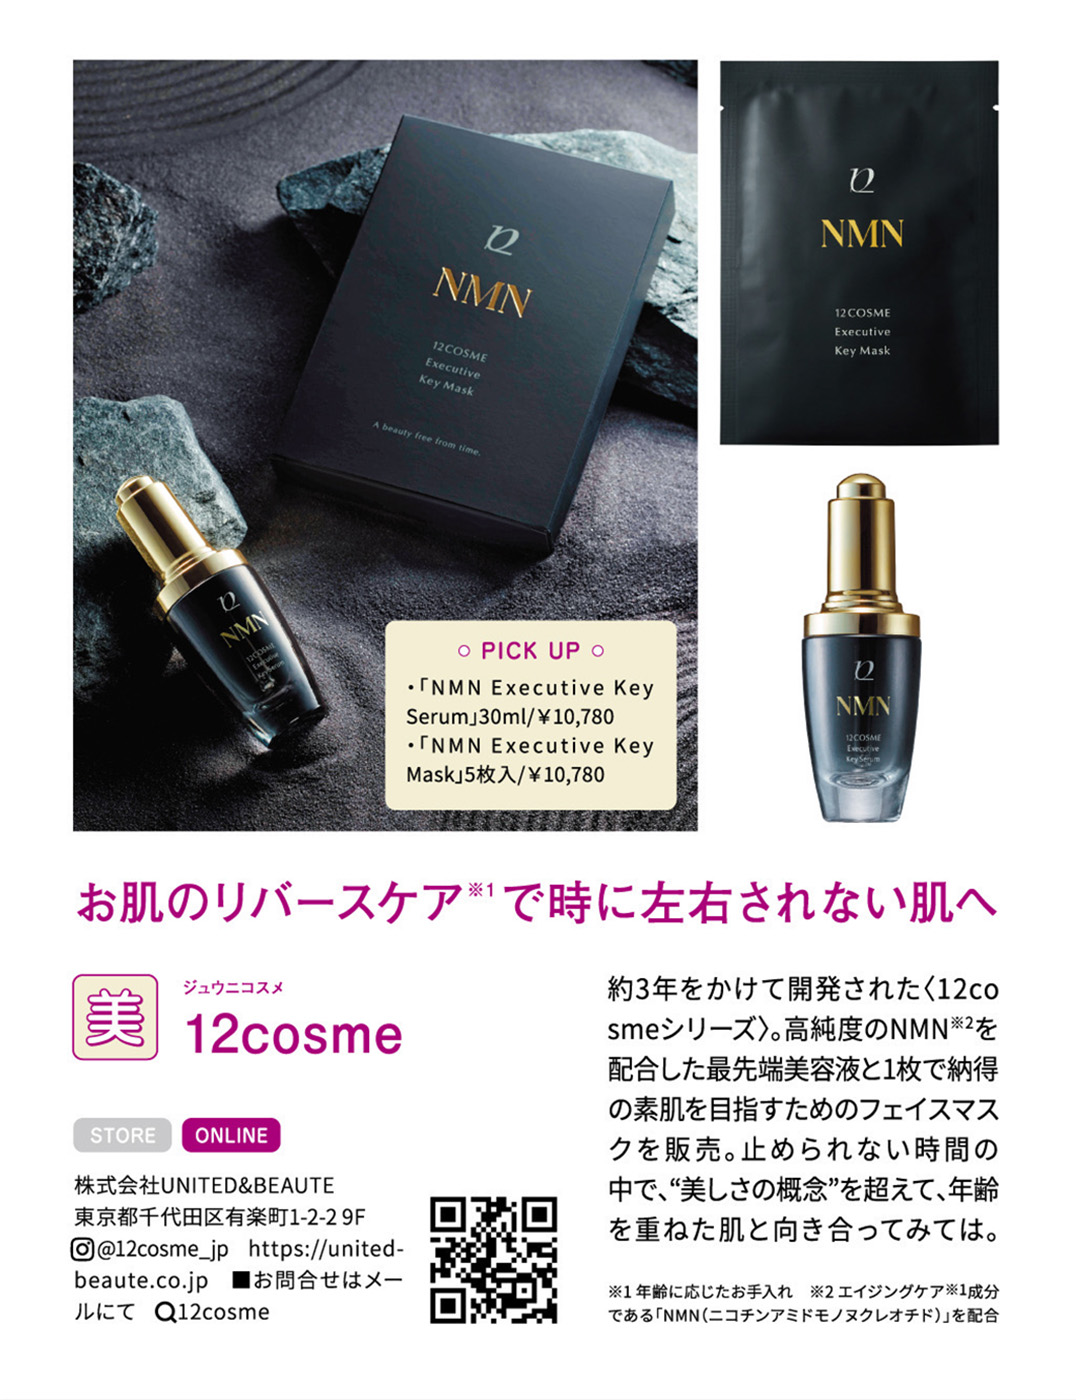 12
NMN
12COSME
Executive
Key Mask
A beauty free from time.
12
NMN
12COSME
Executive
Key Serum
12
NMN
12COSME
Executive
Key Mask
12
NMN
12COSME
Executive
Key Serum
○ PICK UP ○
・「NMN Executive Key
Serum」30ml/￥10,780
・「NMN Executive Key
Mask」5枚入/￥10,780
お肌のリバースケア※1で時に左右されない肌へ
美
ジュウニコスメ
12cosme
STORE ONLINE
株式会社UNITED&BEAUTE
東京都千代田区有楽町1-2-2 9F
@12cosme_jp https://united-
beaute.co.jp ■お問合せはメー
ルにて 12cosme
約3年をかけて開発された〈12co
smeシリーズ〉。高純度のNMN※2を
配合した最先端美容液と1枚で納得
の素肌を目指すためのフェイスマス
クを販売。止められない時間の
中で、“美しさの概念”を超えて、年齢
を重ねた肌と向き合ってみては。
※1 年齢に応じたお手入れ ※2 エイジングケア※1成分
である「NMN（ニコチンアミドモノヌクレオチド）」を配合